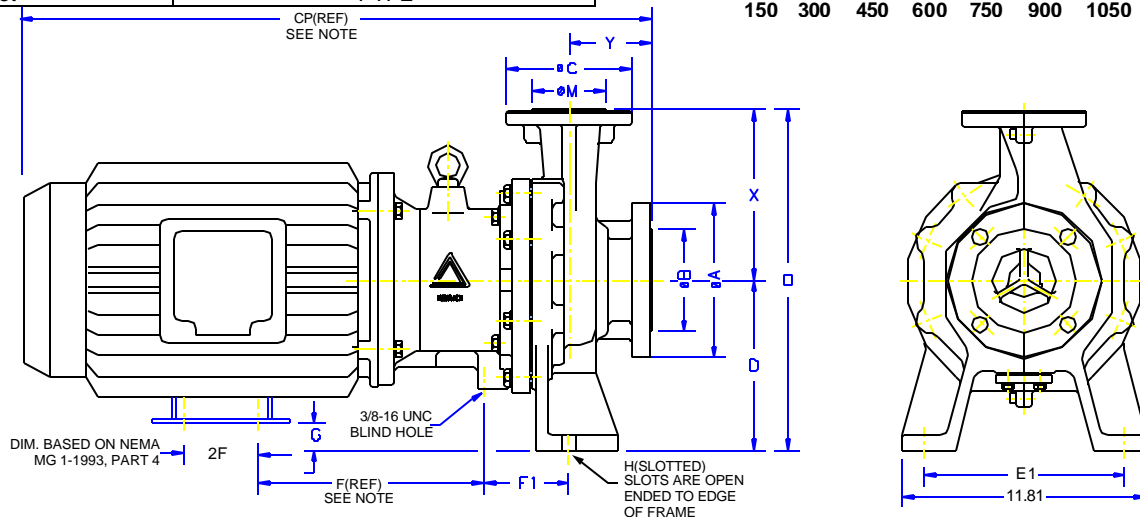 150 300 450 600 750 900 1050
CP(REF)
SEE NOTE
Y
øC
øM
X
O
øB
øA
D
3/8-16 UNC
BLIND HOLE
G
DIM. BASED ON NEMA
MG 1-1993, PART 4
2F
F(REF)
SEE NOTE
F1
H(SLOTTED)
SLOTS ARE OPEN
ENDED TO EDGE
OF FRAME
E1
11.81